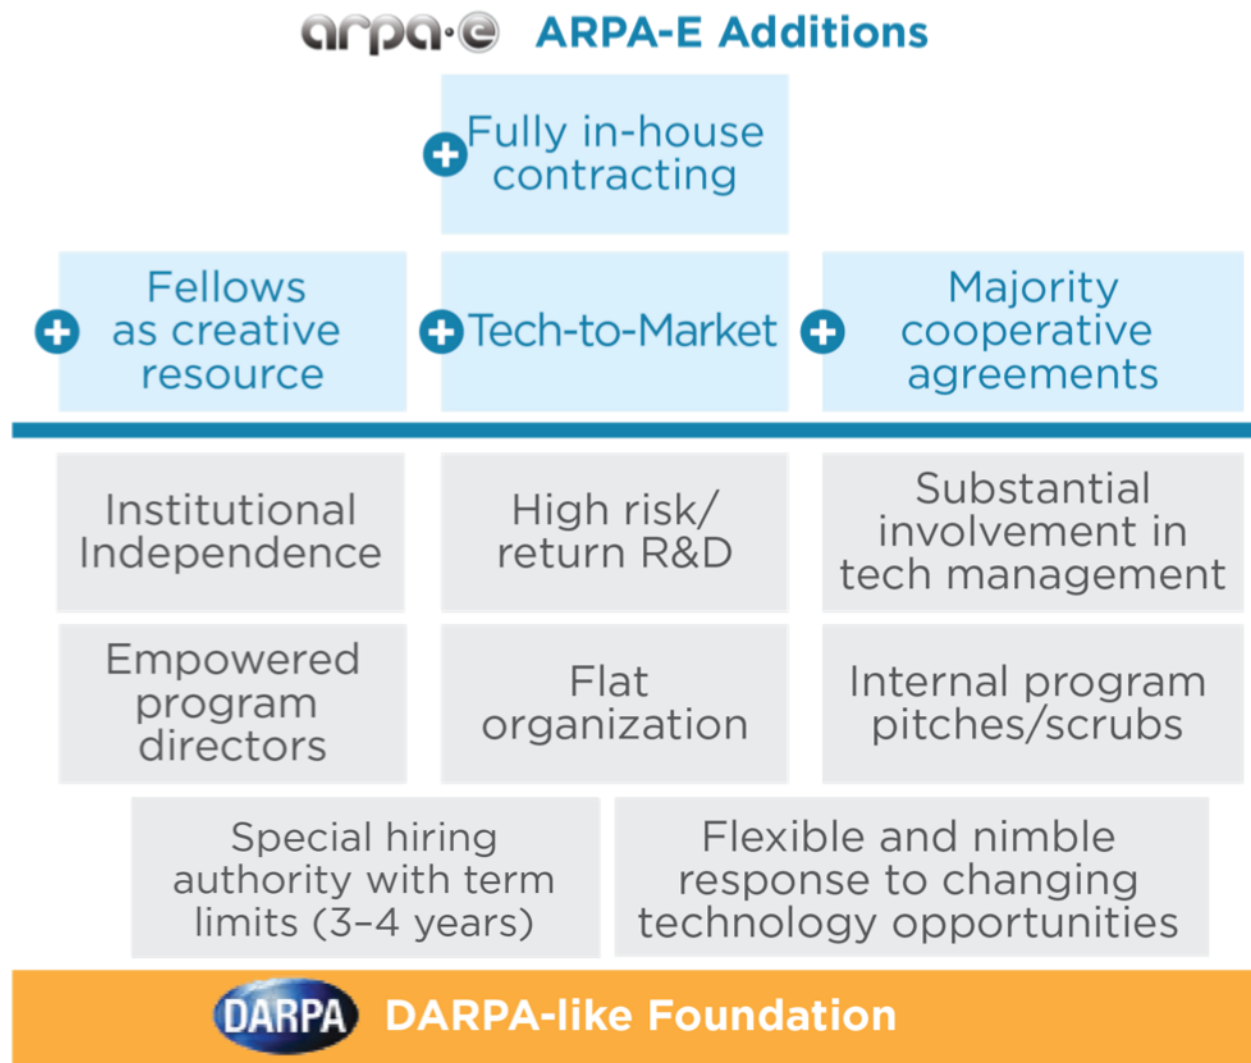 arpa·e ARPA-E Additions
Fully in-house
contracting
Fellows
as creative
resource
Tech-to-Market
Majority
cooperative
agreements
Institutional
Independence
High risk/
return R&D
Substantial
involvement in
tech management
Empowered
program
directors
Flat
organization
Internal program
pitches/scrubs
Special hiring
authority with term
limits (3–4 years)
Flexible and nimble
response to changing
technology opportunities
DARPA DARPA-like Foundation